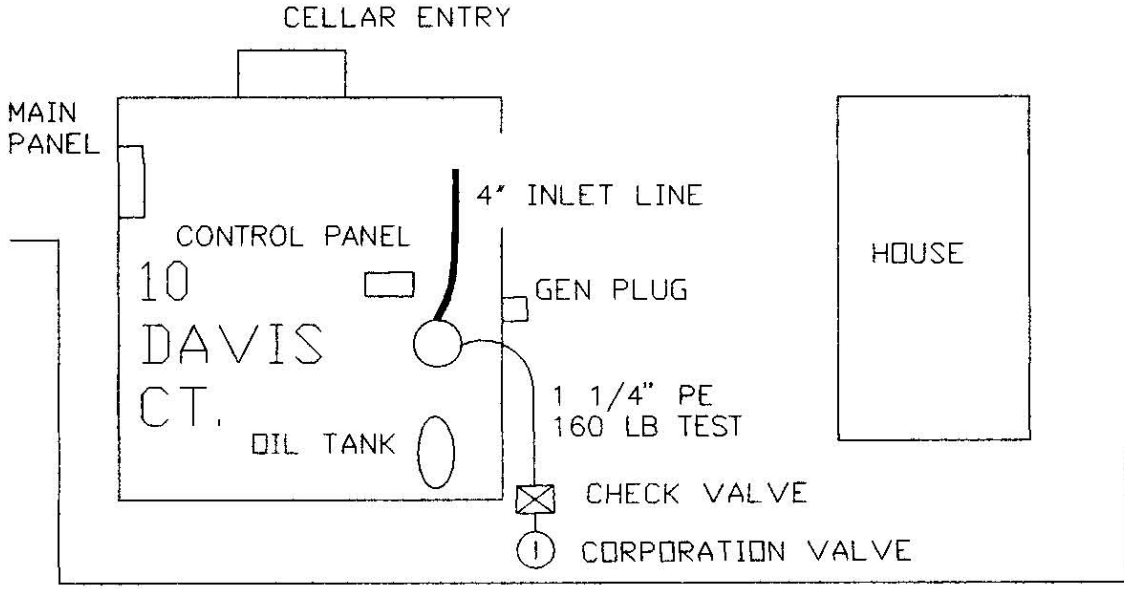 CELLAR ENTRY
MAIN
PANEL
4" INLET LINE
CONTROL PANEL
HOUSE
10
DAVIS
CT.
GEN PLUG
1 1/4" PE
160 LB TEST
OIL TANK
CHECK VALVE
1
CORPORATION VALVE